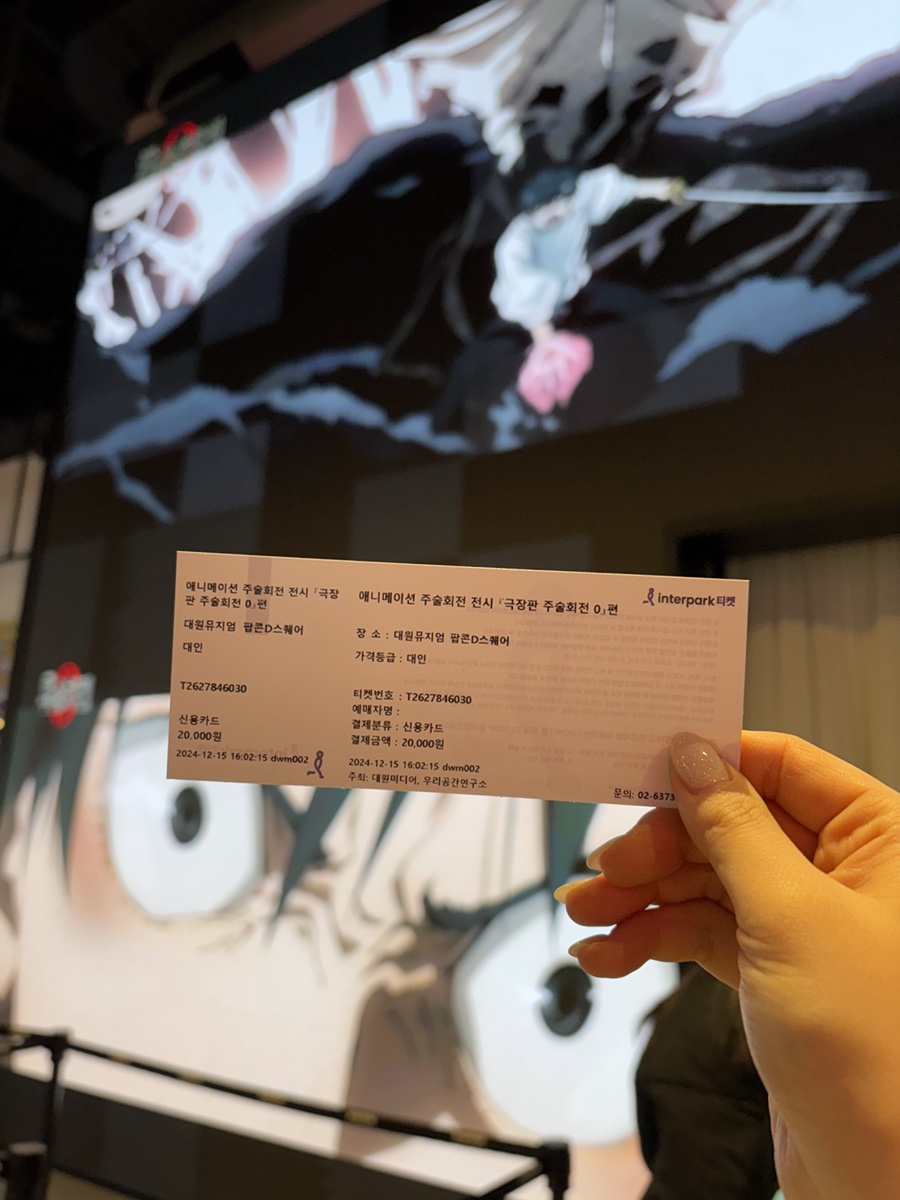 애니메이션 주술회전 전시 『극장
판 주술회전 0』편
대원뮤지엄 팝콘D스퀘어
대인
T2627846030
신용카드
20,000원
2024-12-15 16:02:15 dwm002
애니메이션 주술회전 전시 『극장판 주술회전 0』편
interpark 티켓
장 소 : 대원뮤지엄 팝콘D스퀘어
가격등급 : 대인
티켓번호 : T2627846030
예매자명 :
결제분류 : 신용카드
결제금액 : 20,000원
2024-12-15 16:02:15 dwm002
주최: 대원미디어, 우리공간연구소
문의: 02-6373